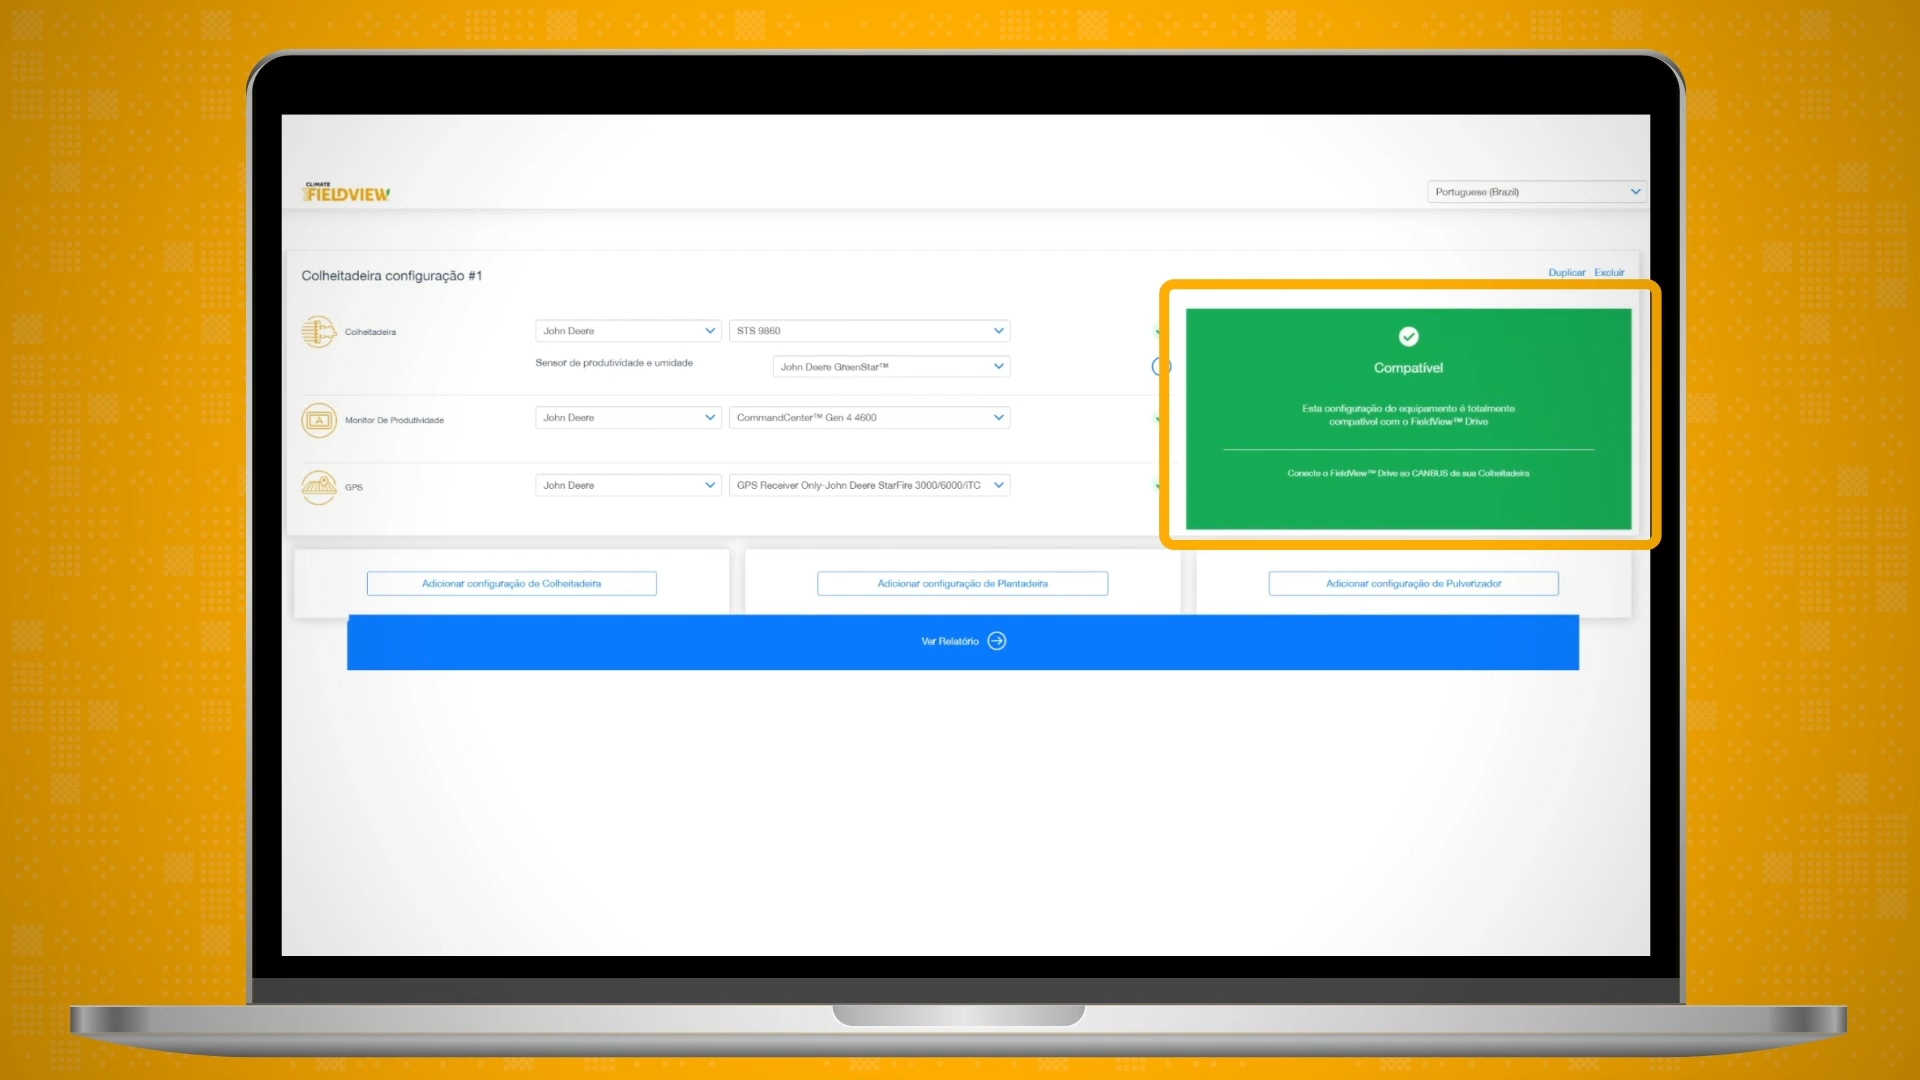 CLIMATE
FIELDVIEW
Portuguese (Brazil)
Colheitadeira configuração #1
Duplicar Excluir
Colheitadeira
John Deere
STS 9860
Sensor de produtividade e umidade
John Deere GreenStar™
Monitor De Produtividade
John Deere
CommandCenter™ Gen 4 4600
GPS
John Deere
GPS Receiver Only-John Deere StarFire 3000/6000/iTC
Compatível
Esta configuração do equipamento é totalmente
compatível com o FieldView™ Drive
Conecte o FieldView™ Drive ao CANBUS de sua Colheitadeira
Adicionar configuração de Colheitadeira
Adicionar configuração de Plantadeira
Adicionar configuração de Pulverizador
Ver Relatório